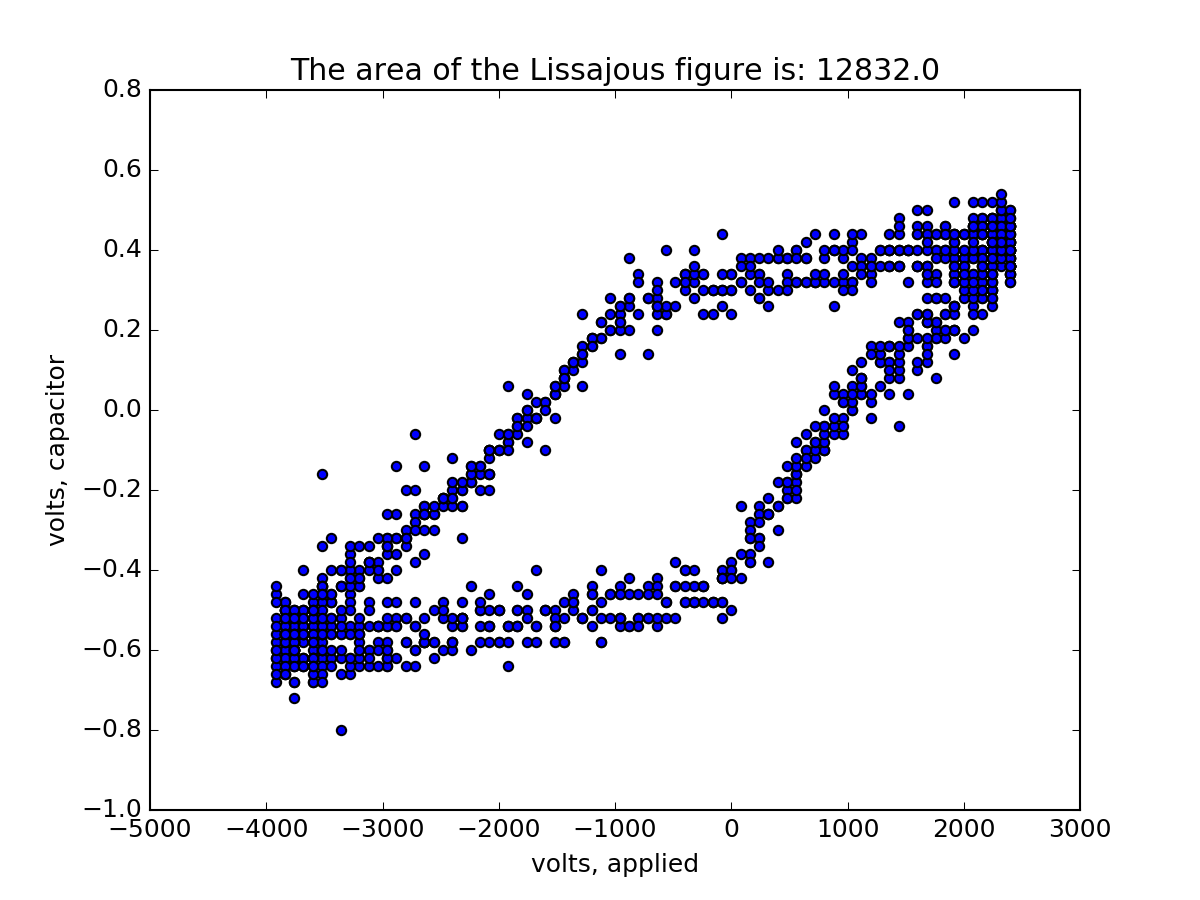 The area of the Lissajous figure is: 12832.0
0.8
0.6
0.4
0.2
0.0
−0.2
−0.4
−0.6
−0.8
−1.0
−5000 −4000 −3000 −2000 −1000 0 1000 2000 3000
volts, capacitor
volts, applied